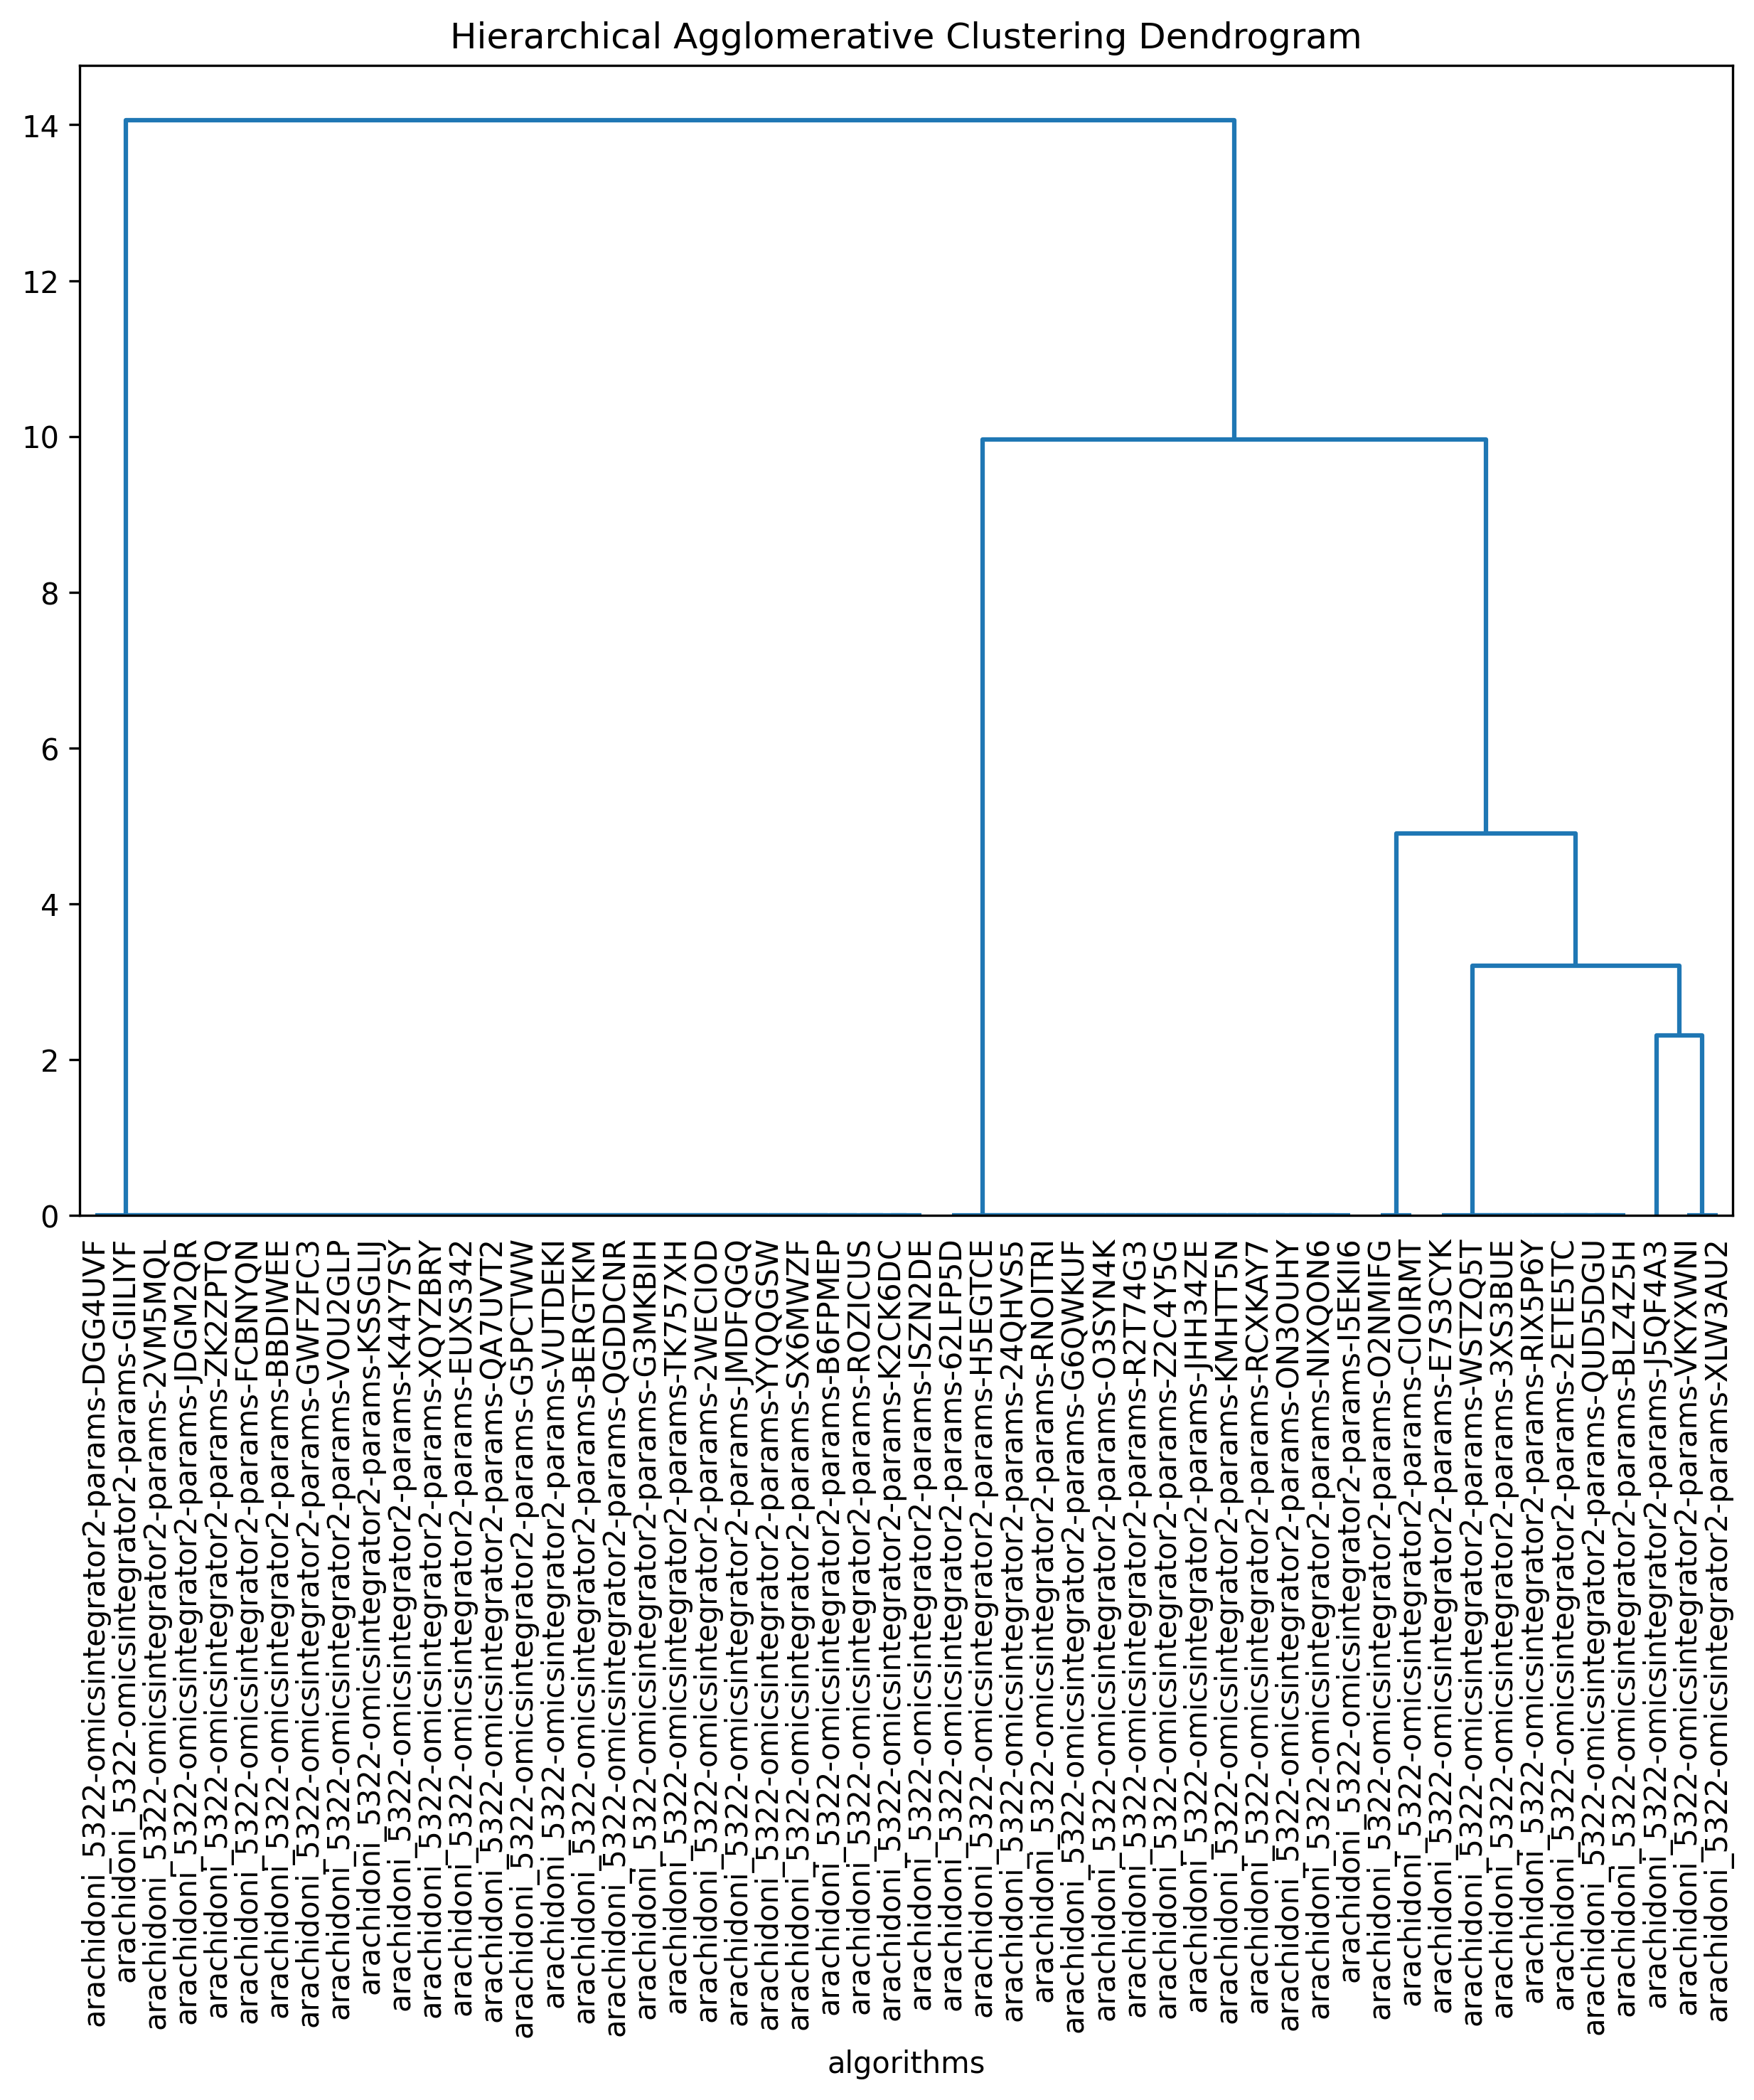 Hierarchical Agglomerative Clustering Dendrogram
14
12
10
8
6
4
2
0
arachidoni_5322-omicsintegrator2-params-DGG4UVF
arachidoni_5322-omicsintegrator2-params-GIILIYF
arachidoni_5322-omicsintegrator2-params-2VM5MQL
arachidoni_5322-omicsintegrator2-params-JDGM2QR
arachidoni_5322-omicsintegrator2-params-ZK2ZPTQ
arachidoni_5322-omicsintegrator2-params-FCBNYQN
arachidoni_5322-omicsintegrator2-params-BBDIWEE
arachidoni_5322-omicsintegrator2-params-GWFZFC3
arachidoni_5322-omicsintegrator2-params-VOU2GLP
arachidoni_5322-omicsintegrator2-params-KSSGLIJ
arachidoni_5322-omicsintegrator2-params-K44Y7SY
arachidoni_5322-omicsintegrator2-params-XQYZBRY
arachidoni_5322-omicsintegrator2-params-EUXS342
arachidoni_5322-omicsintegrator2-params-QA7UVT2
arachidoni_5322-omicsintegrator2-params-G5PCTWW
arachidoni_5322-omicsintegrator2-params-VUTDEKI
arachidoni_5322-omicsintegrator2-params-BERGTKM
arachidoni_5322-omicsintegrator2-params-QGDDCNR
arachidoni_5322-omicsintegrator2-params-G3MKBIH
arachidoni_5322-omicsintegrator2-params-TK757XH
arachidoni_5322-omicsintegrator2-params-2WECIOD
arachidoni_5322-omicsintegrator2-params-JMDFQGQ
arachidoni_5322-omicsintegrator2-params-YYQQGSW
arachidoni_5322-omicsintegrator2-params-SX6MWZF
arachidoni_5322-omicsintegrator2-params-B6FPMEP
arachidoni_5322-omicsintegrator2-params-ROZICUS
arachidoni_5322-omicsintegrator2-params-K2CK6DC
arachidoni_5322-omicsintegrator2-params-ISZN2DE
arachidoni_5322-omicsintegrator2-params-62LFP5D
arachidoni_5322-omicsintegrator2-params-H5EGTCE
arachidoni_5322-omicsintegrator2-params-24QHVS5
arachidoni_5322-omicsintegrator2-params-RNOITRI
arachidoni_5322-omicsintegrator2-params-G6QWKUF
arachidoni_5322-omicsintegrator2-params-O3SYN4K
arachidoni_5322-omicsintegrator2-params-R2T74G3
arachidoni_5322-omicsintegrator2-params-Z2C4Y5G
arachidoni_5322-omicsintegrator2-params-JHH34ZE
arachidoni_5322-omicsintegrator2-params-KMHTT5N
arachidoni_5322-omicsintegrator2-params-RCXKAY7
arachidoni_5322-omicsintegrator2-params-ON3OUHY
arachidoni_5322-omicsintegrator2-params-NIXQON6
arachidoni_5322-omicsintegrator2-params-I5EKII6
arachidoni_5322-omicsintegrator2-params-O2NMIFG
arachidoni_5322-omicsintegrator2-params-CIOIRMT
arachidoni_5322-omicsintegrator2-params-E7S3CYK
arachidoni_5322-omicsintegrator2-params-WSTZQ5T
arachidoni_5322-omicsintegrator2-params-3XS3BUE
arachidoni_5322-omicsintegrator2-params-RIX5P6Y
arachidoni_5322-omicsintegrator2-params-2ETE5TC
arachidoni_5322-omicsintegrator2-params-QUD5DGU
arachidoni_5322-omicsintegrator2-params-BLZ4Z5H
arachidoni_5322-omicsintegrator2-params-J5QF4A3
arachidoni_5322-omicsintegrator2-params-VKYXWNI
arachidoni_5322-omicsintegrator2-params-XLW3AU2
algorithms